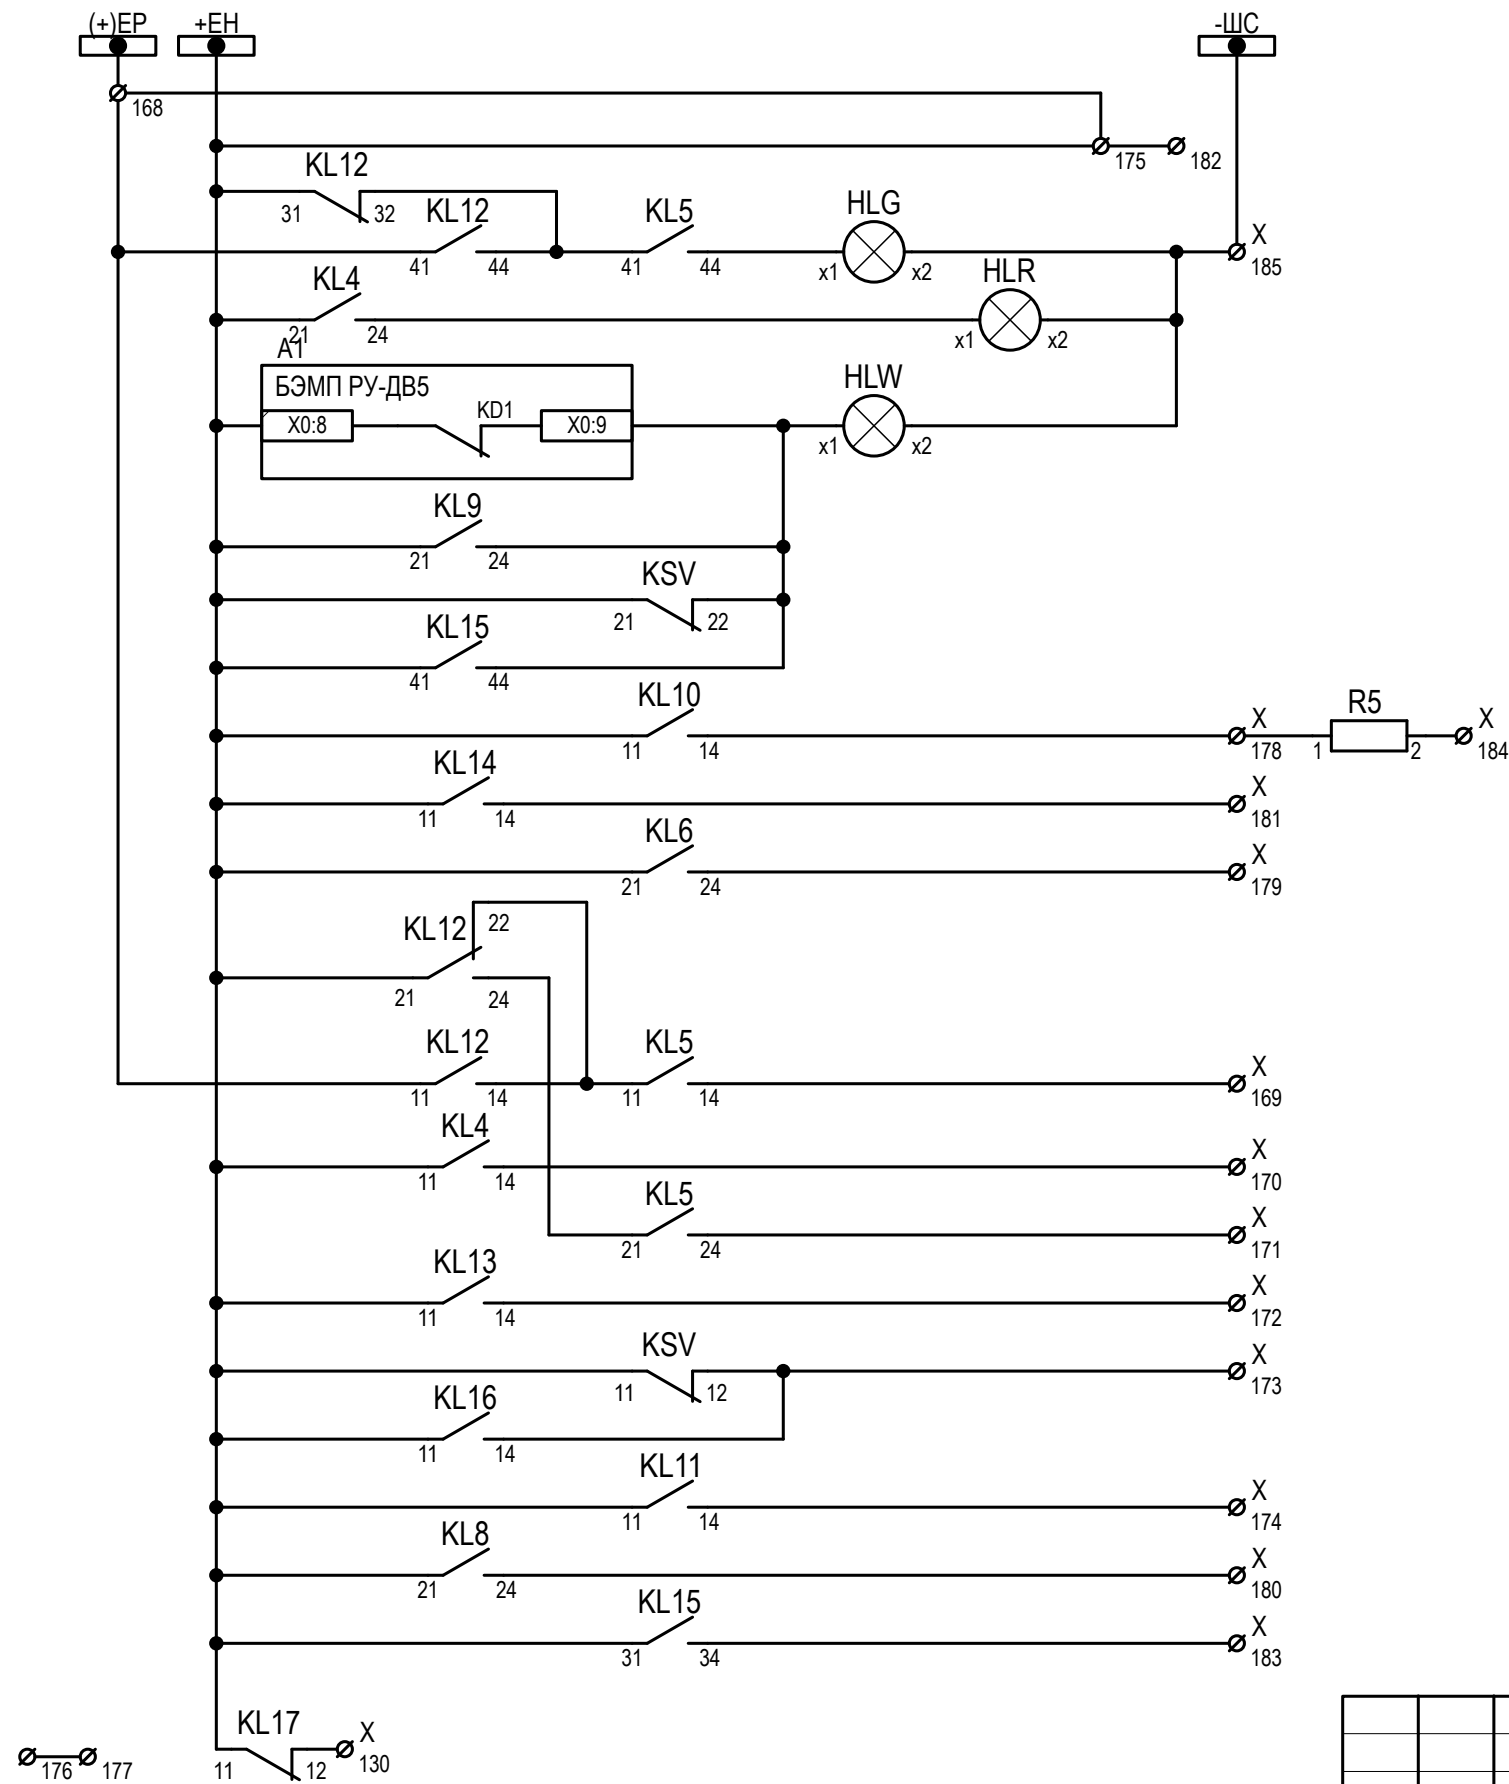 (+)EP +EH -ШС
168
175 182
KL12
31 32 KL12 KL5 HLG X
41 44 41 44 x1 x2 185
KL4 HLR
21 24 x1 x2
A1
БЭМП РУ-ДВ5 HLW
X0:8 KD1 X0:9
x1 x2
KL9
21 24
KSV
21 22
KL15
41 44
KL10 X R5 X
11 14 178 1 2 184
KL14 X
11 14 181
KL6 X
21 24 179
KL12 22
21 24
KL12 KL5 X
11 14 11 14 169
KL4 X
11 14 170
KL5 X
21 24 171
KL13 X
11 14 172
KSV X
11 12 173
KL16
11 14
KL11 X
11 14 174
KL8 X
21 24 180
KL15 X
31 34 183
KL17 X
176 177 11 12 130